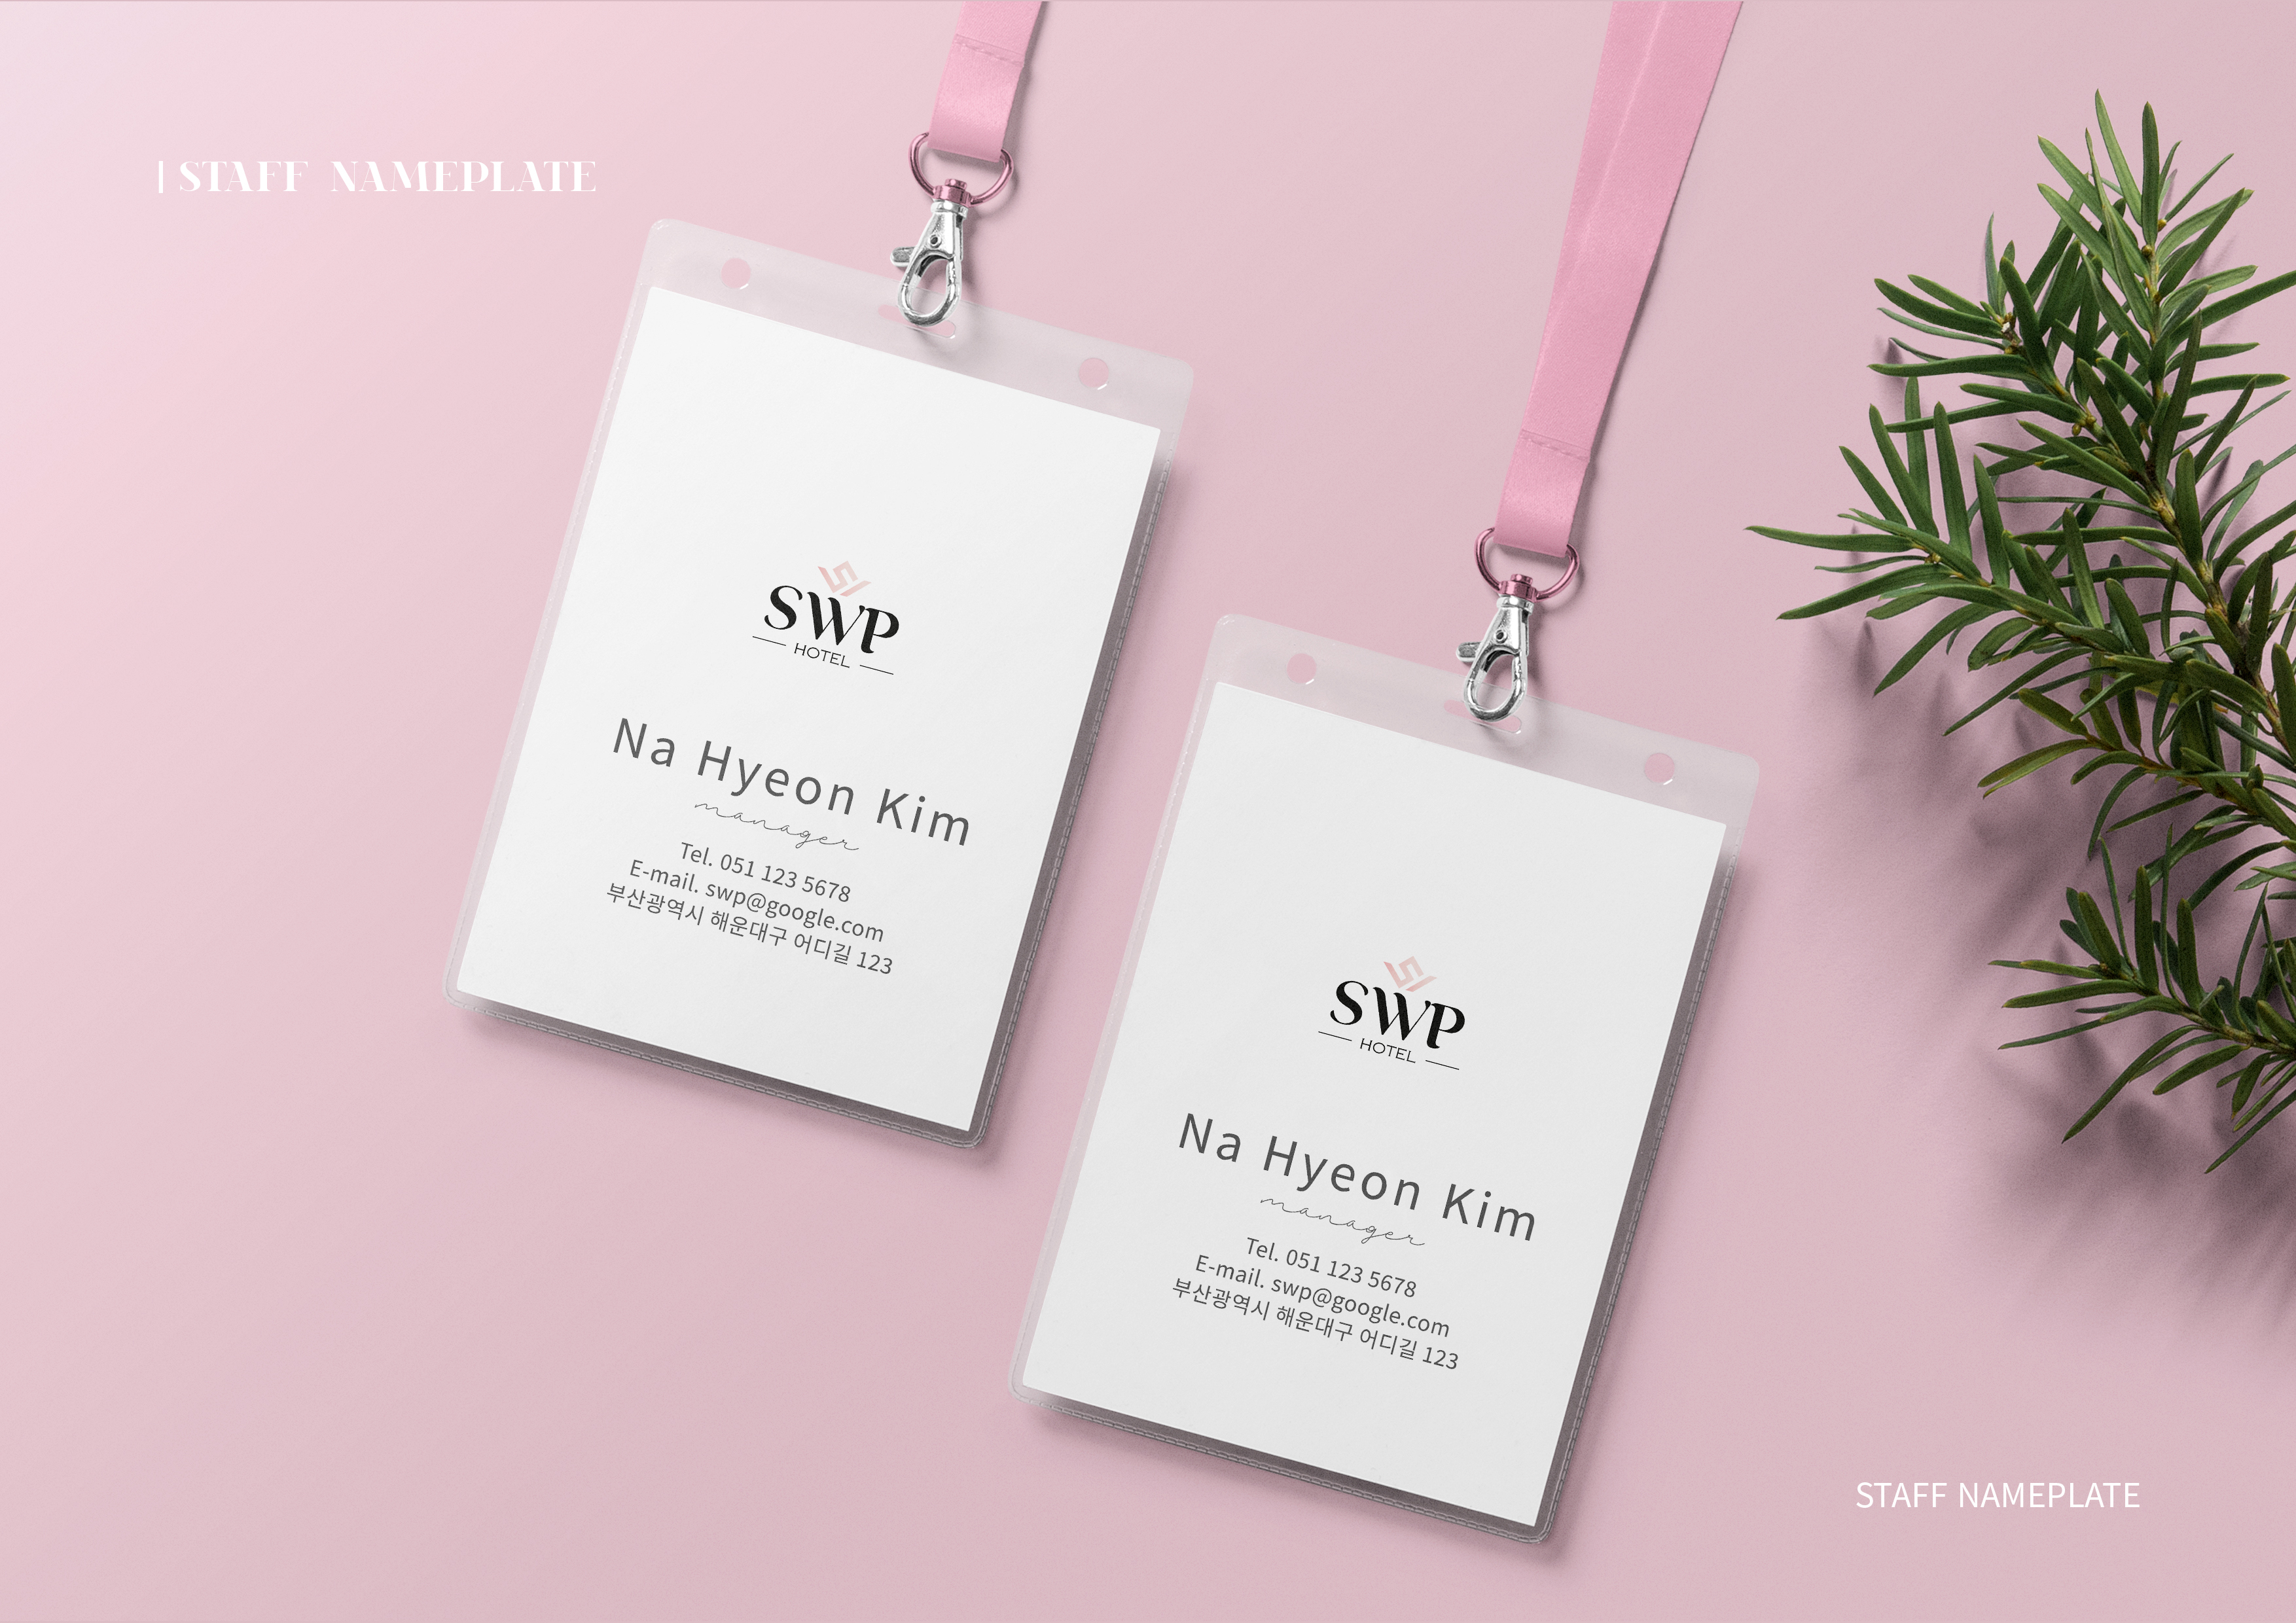 | STAFF NAMEPLATE
SWP
HOTEL
Na Hyeon Kim
manager
Tel. 051 123 5678
E-mail. swp@google.com
부산광역시 해운대구 어디길 123
SWP
HOTEL
Na Hyeon Kim
manager
Tel. 051 123 5678
E-mail. swp@google.com
부산광역시 해운대구 어디길 123
STAFF NAMEPLATE